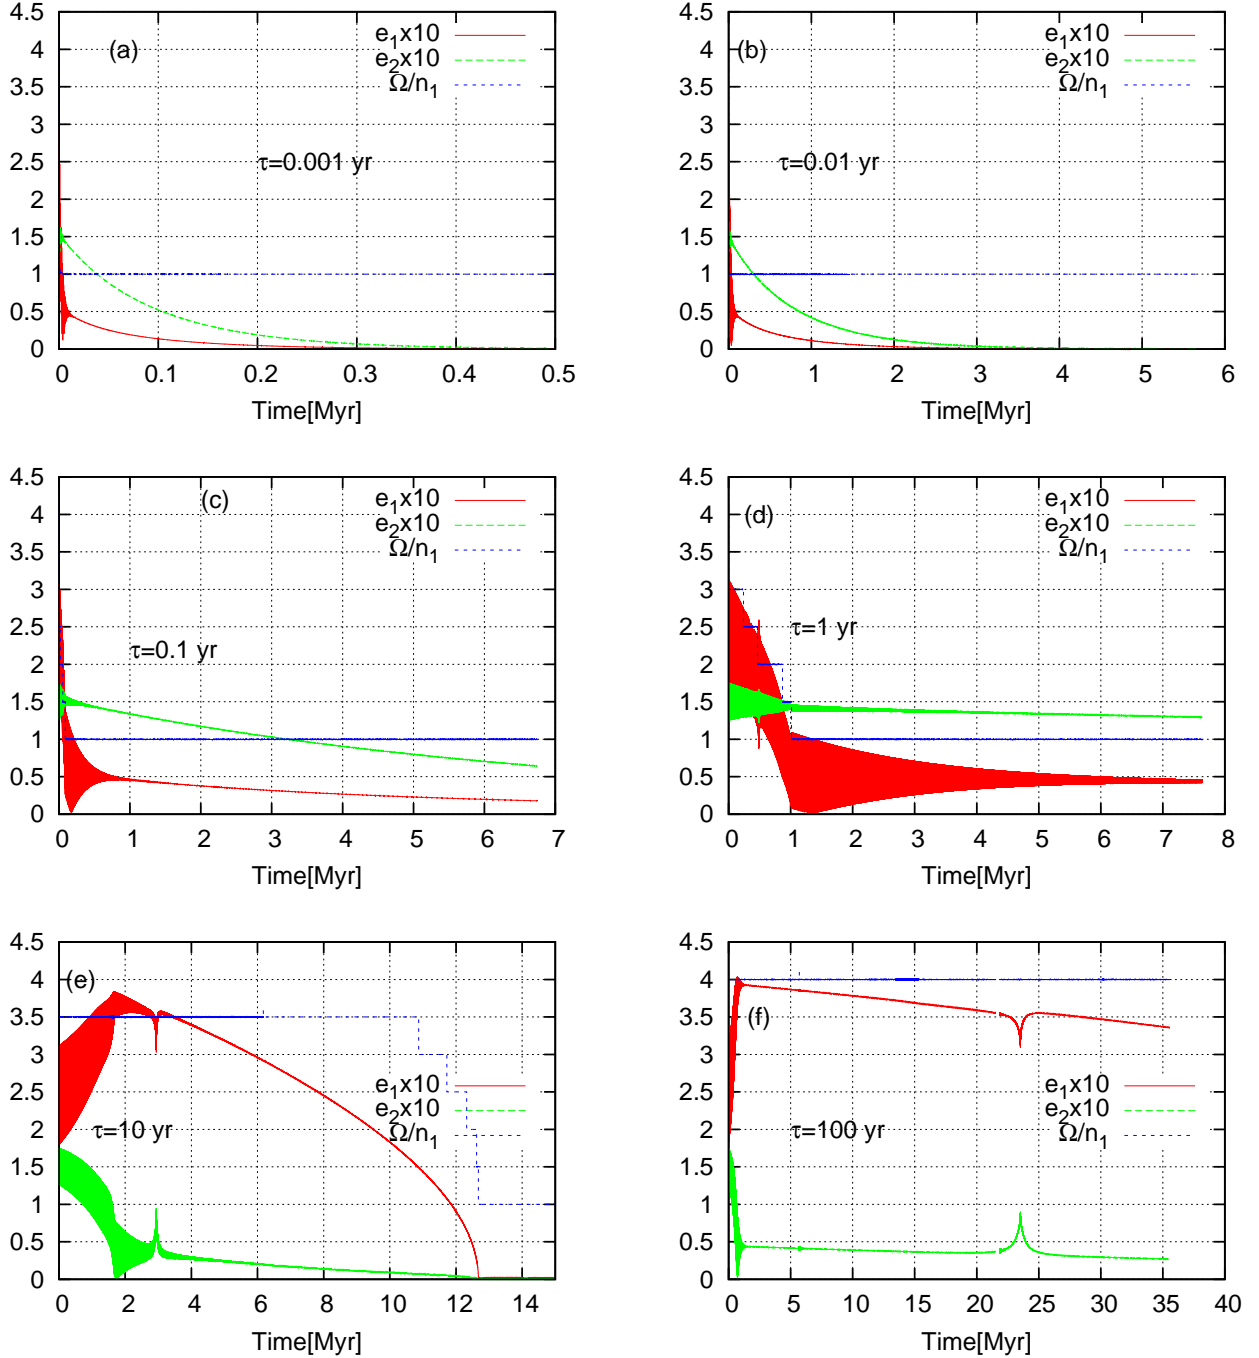 4.5
4
3.5
3
2.5
2
1.5
1
0.5
0
(a)
e1x10
e2x10
Ω/n1
τ=0.001 yr
0 0.1 0.2 0.3 0.4 0.5
Time[Myr]
4.5
4
3.5
3
2.5
2
1.5
1
0.5
0
(b)
e1x10
e2x10
Ω/n1
τ=0.01 yr
0 1 2 3 4 5 6
Time[Myr]
4.5
4
3.5
3
2.5
2
1.5
1
0.5
0
(c)
e1x10
e2x10
Ω/n1
τ=0.1 yr
0 1 2 3 4 5 6 7
Time[Myr]
4.5
4
3.5
3
2.5
2
1.5
1
0.5
0
(d)
e1x10
e2x10
Ω/n1
τ=1 yr
0 1 2 3 4 5 6 7 8
Time[Myr]
4.5
4
3.5
3
2.5
2
1.5
1
0.5
0
(e)
e1x10
e2x10
Ω/n1
τ=10 yr
0 2 4 6 8 10 12 14
Time[Myr]
4.5
4
3.5
3
2.5
2
1.5
1
0.5
0
(f)
e1x10
e2x10
Ω/n1
τ=100 yr
0 5 10 15 20 25 30 35 40
Time[Myr]